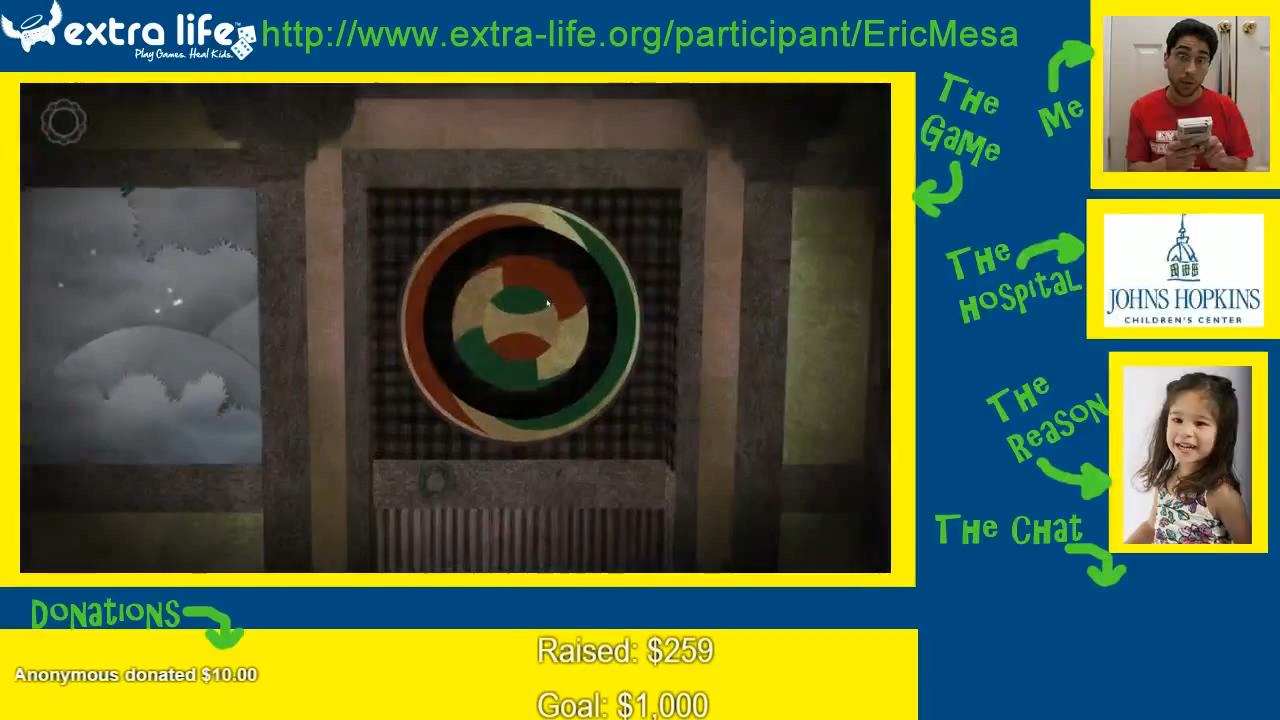 extra life
Play Games. Heal Kids.
http://www.extra-life.org/participant/EricMesa
The
Game
Me
The
Hospital
JOHNS HOPKINS
CHILDREN'S CENTER
The
Reason
The Chat
Donations
Anonymous donated $10.00
Raised: $259
Goal: $1,000